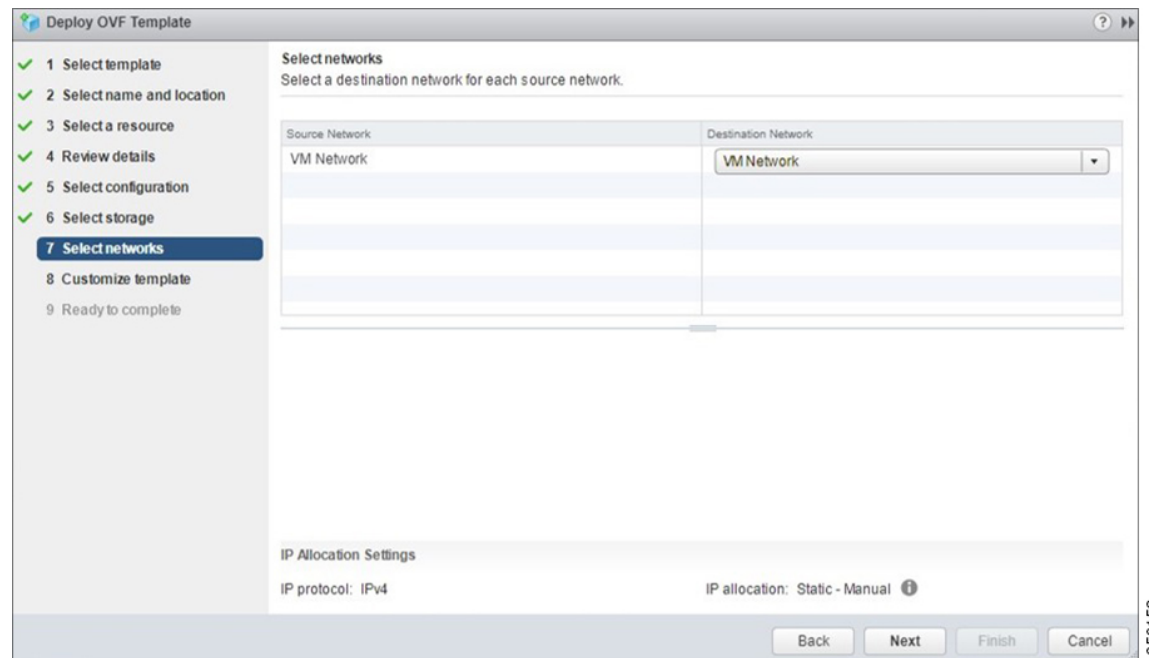 Deploy OVF Template
?
1 Select template
2 Select name and location
3 Select a resource
4 Review details
5 Select configuration
6 Select storage
7 Select networks
8 Customize template
9 Ready to complete
Select networks
Select a destination network for each source network.
Source Network
Destination Network
VM Network
VM Network
IP Allocation Settings
IP protocol: IPv4
IP allocation: Static - Manual
Back
Next
Finish
Cancel